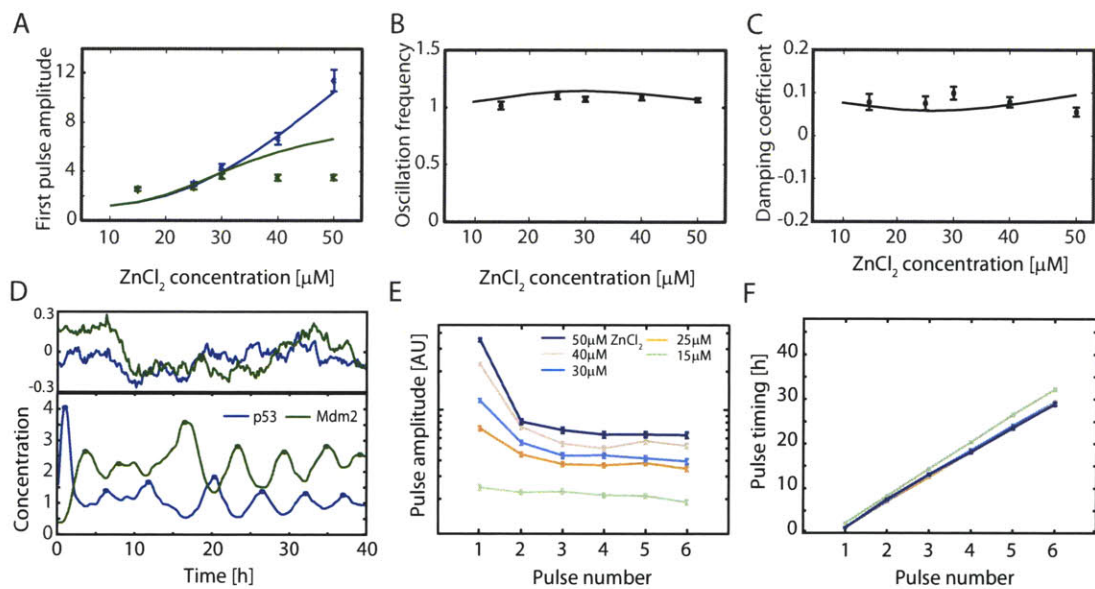 A
First pulse amplitude
12
8
4
0
10 20 30 40 50
ZnCl2 concentration [μM]
B
Oscillation frequency
1.5
1
0.5
0
10 20 30 40 50
ZnCl2 concentration [μM]
C
Damping coefficient
0.2
0.1
0
-0.1
-0.2
10 20 30 40 50
ZnCl2 concentration [μM]
D
0.3
0
-0.3
Concentration
4
3
2
1
0
p53 Mdm2
0 10 20 30 40
Time [h]
E
Pulse amplitude [AU]
50μM ZnCl2
40μM
30μM
25μM
15μM
1 2 3 4 5 6
Pulse number
F
Pulse timing [h]
40
30
20
10
0
1 2 3 4 5 6
Pulse number